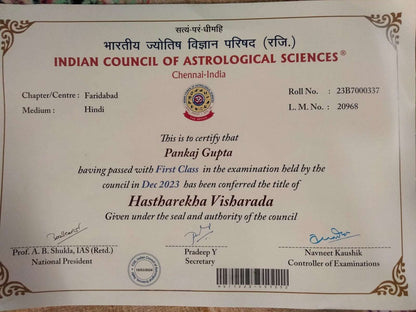 सत्यं-परं-धीमहि
भारतीय ज्योतिष विज्ञान परिषद (रजि.)
INDIAN COUNCIL OF ASTROLOGICAL SCIENCES®
Chennai-India
Chapter/Centre : Faridabad
Roll No. : 23B7000337
Medium : Hindi
L. M. No. : 20968
This is to certify that
Pankaj Gupta
having passed with First Class in the examination held by the
council in Dec 2023 has been conferred the title of
Hastharekha Visharada
Given under the seal and authority of the council
Prof. A. B. Shukla, IAS (Retd.)
National President
Pradeep Y
Secretary
Navneet Kaushik
Controller of Examinations